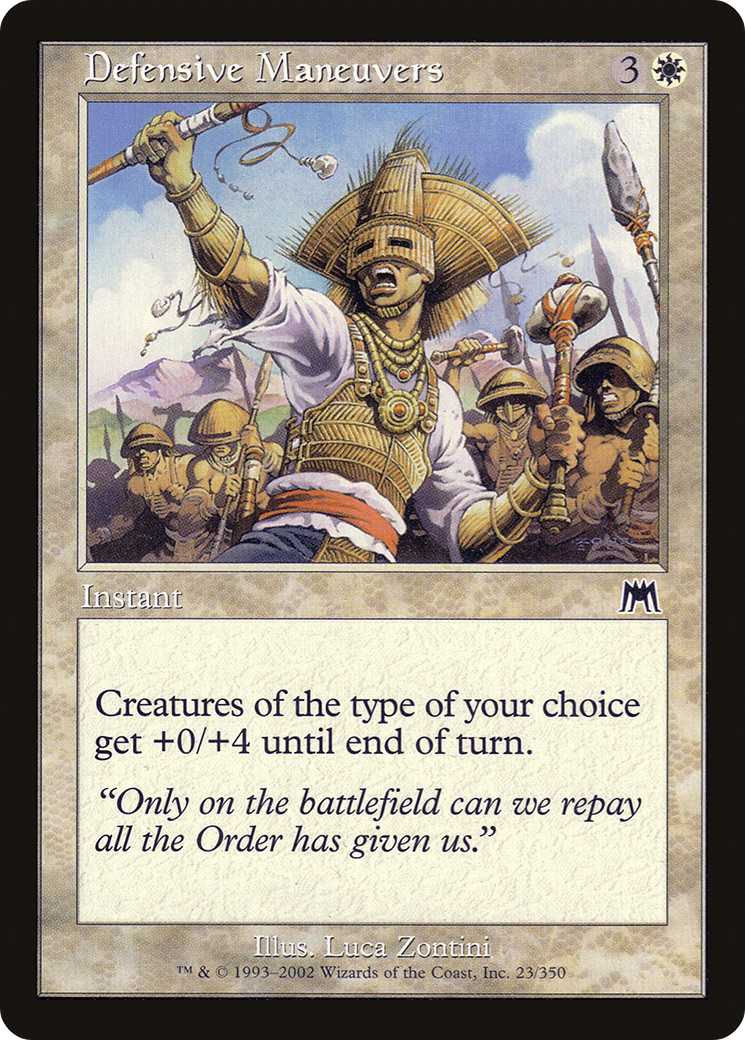 Defensive Maneuvers 3
Instant
Creatures of the type of your choice
get +0/+4 until end of turn.
“Only on the battlefield can we repay
all the Order has given us.”
Illus. Luca Zontini
™ & © 1993–2002 Wizards of the Coast, Inc. 23/350